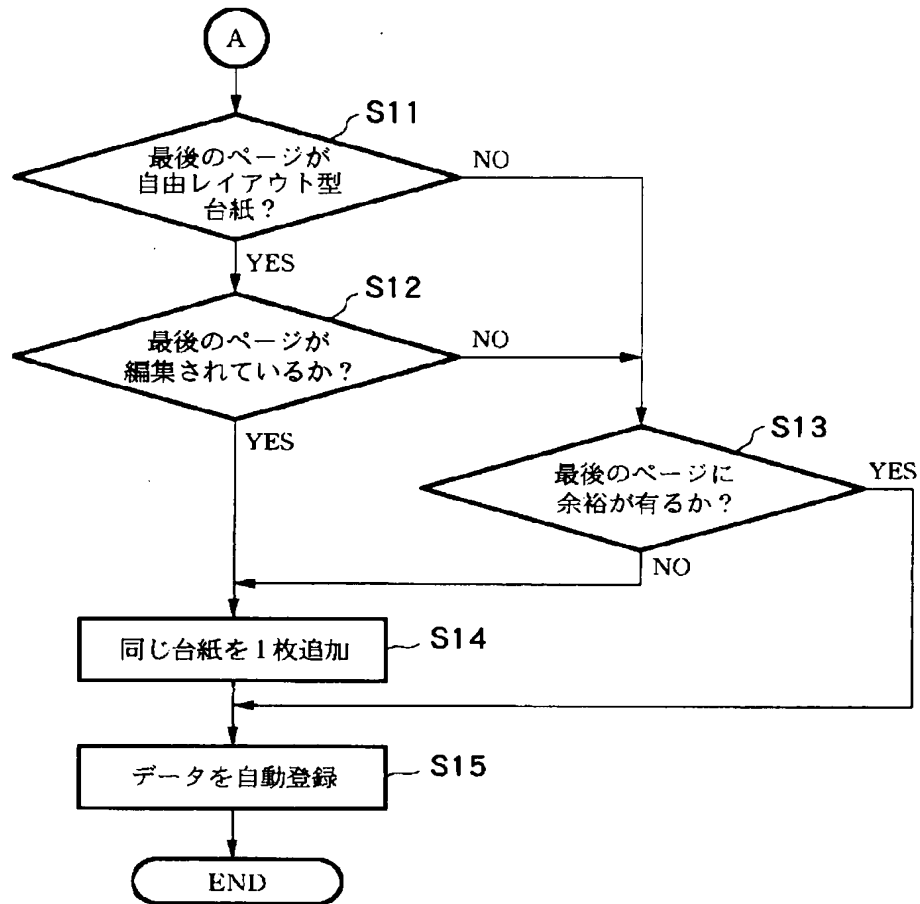 A
S11
最後のページが
自由レイアウト型
台紙?
NO
YES
S12
最後のページが
編集されているか?
NO
YES
S13
最後のページに
余裕が有るか?
YES
NO
同じ台紙を1枚追加
S14
データを自動登録
S15
END